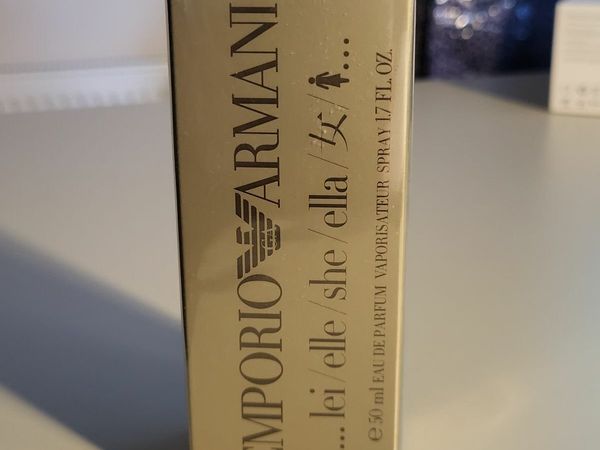 EMPORIO ARMANI
...lei/elle/she/ella/女/...
℮50 ml EAU DE PARFUM VAPORISATEUR SPRAY 1.7 FL. OZ.